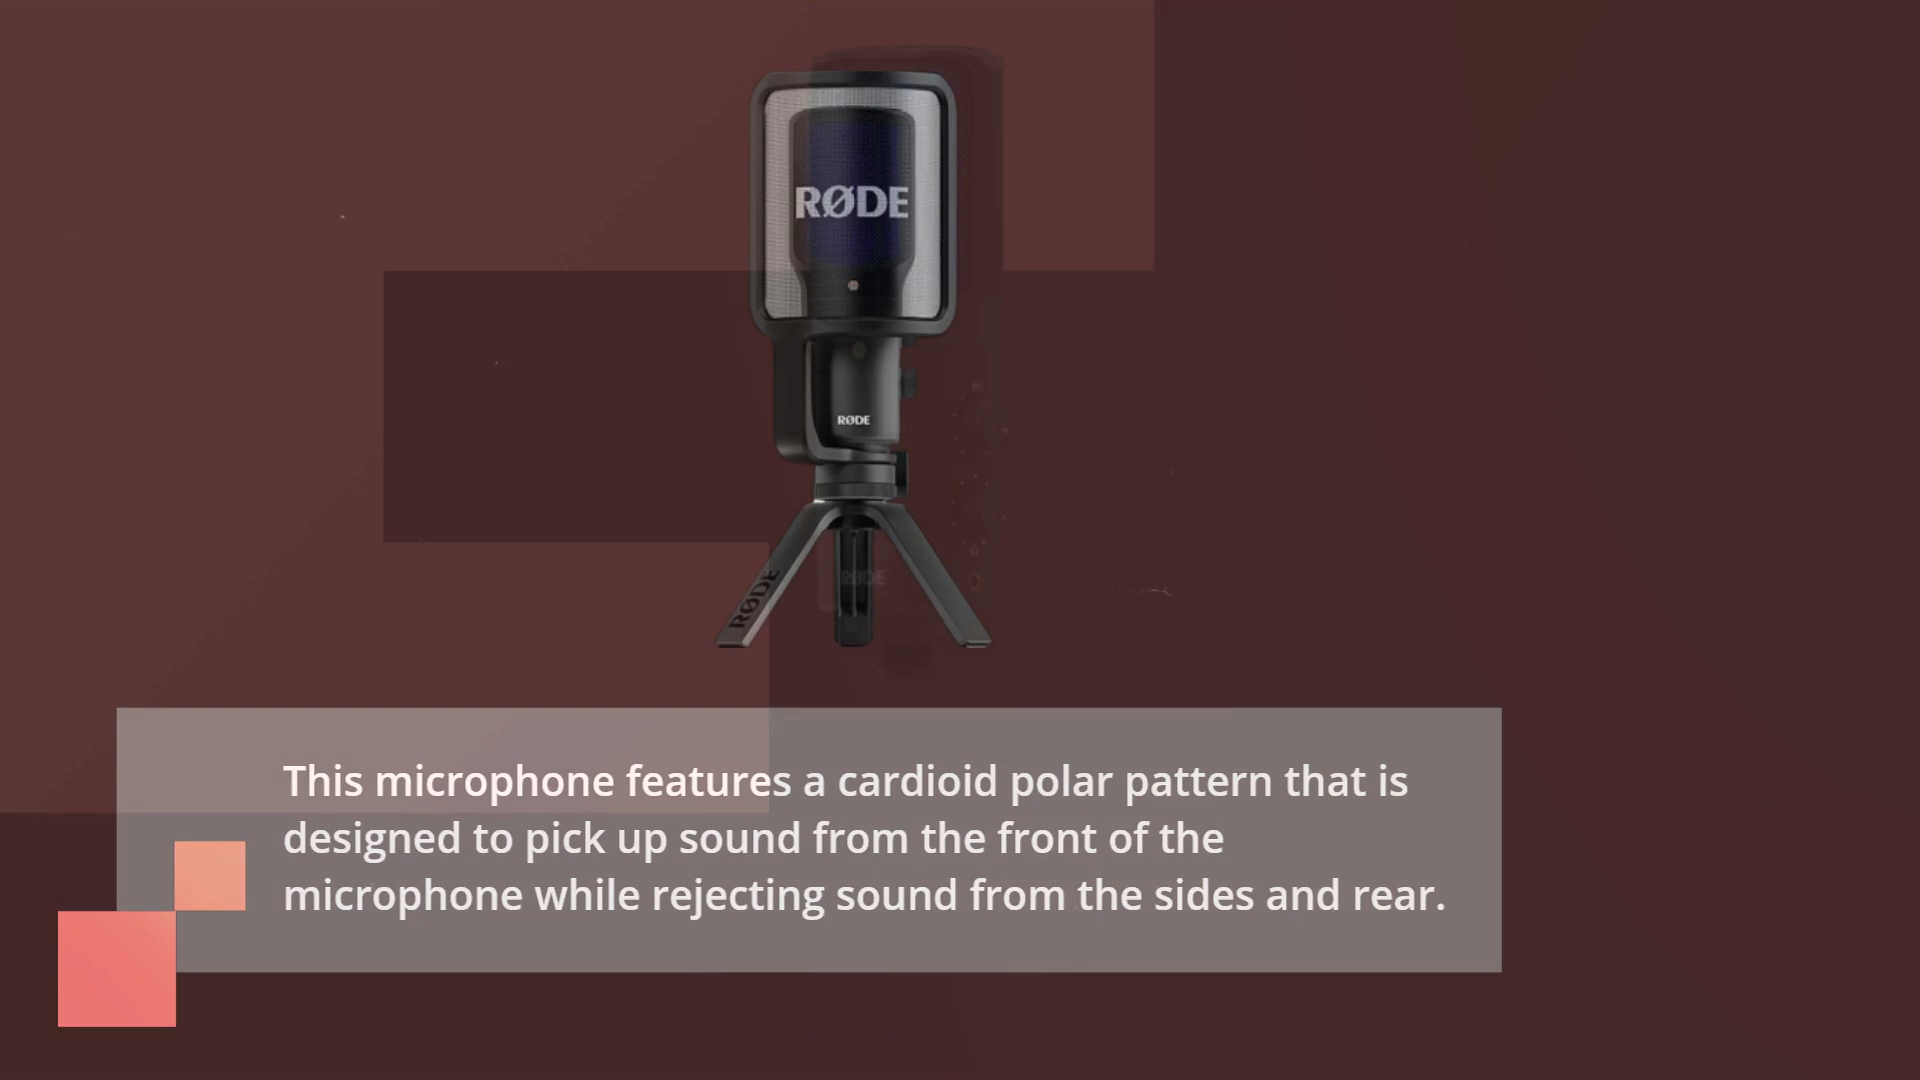 RØDE
RØDE
RØDE
RØDE
This microphone features a cardioid polar pattern that is
designed to pick up sound from the front of the
microphone while rejecting sound from the sides and rear.